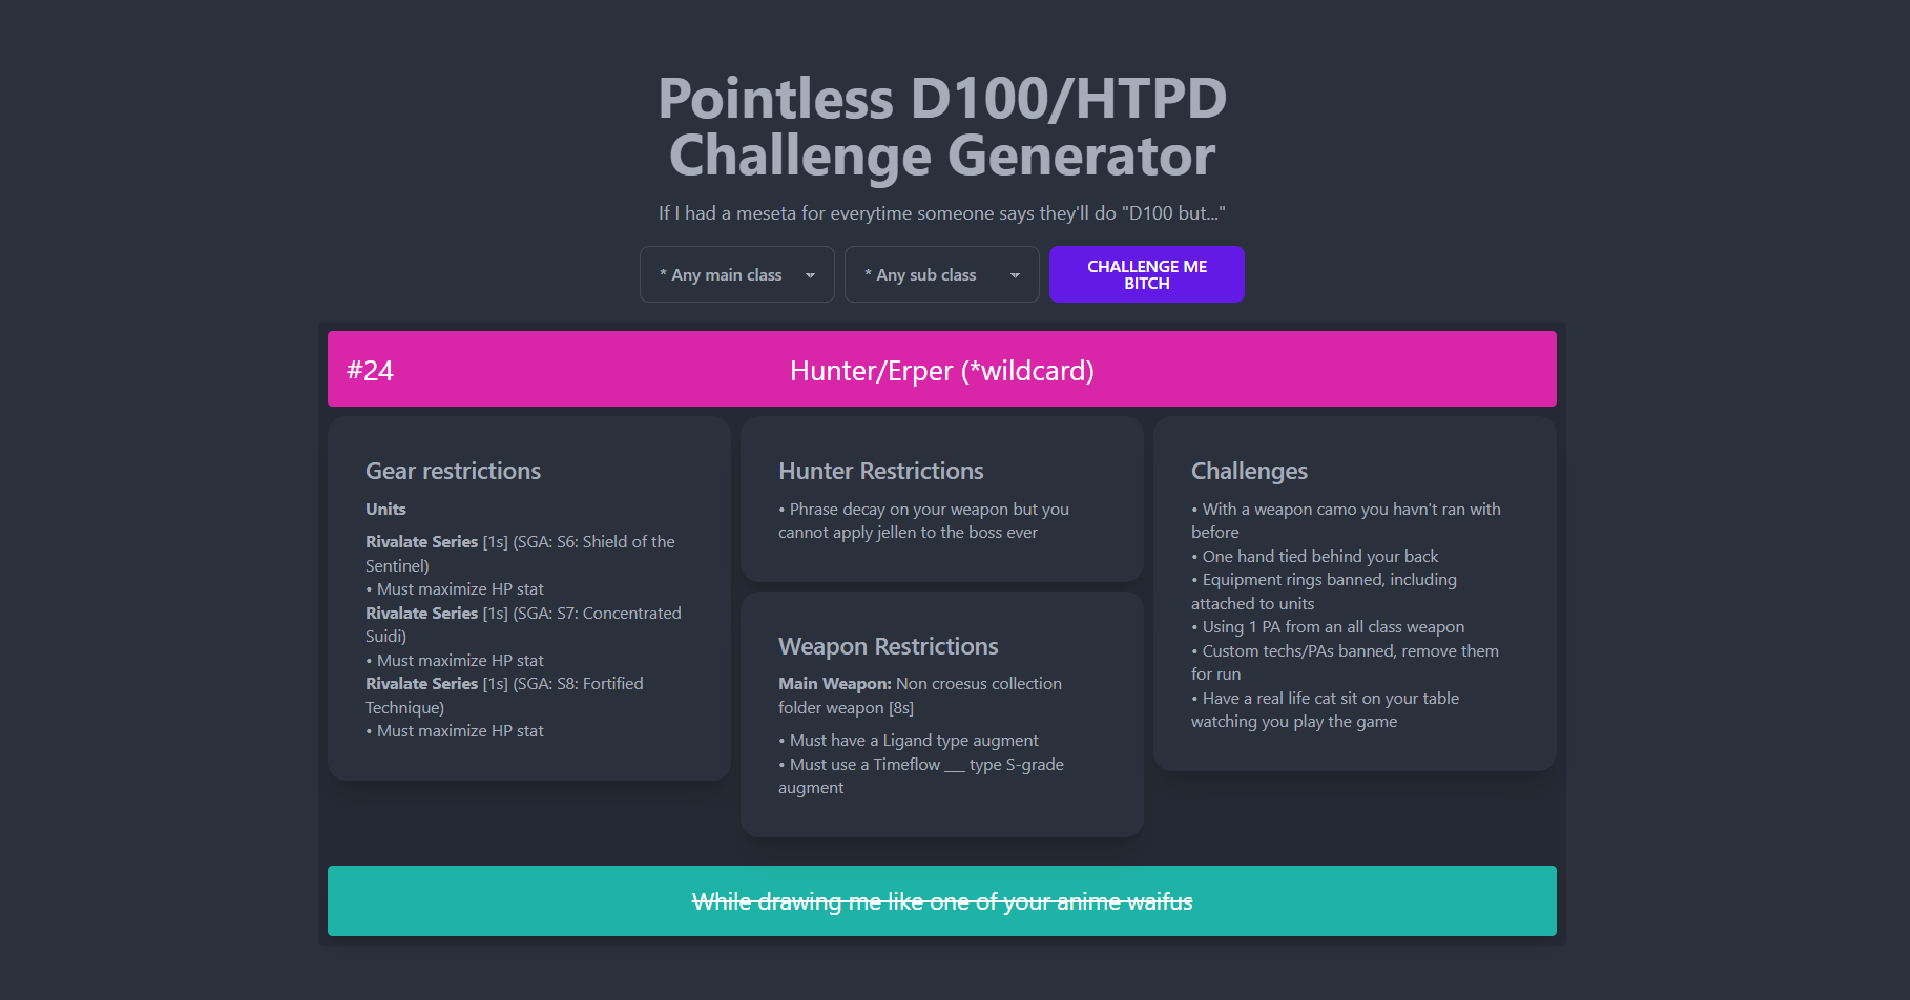 Pointless D100/HTPD
Challenge Generator
If I had a meseta for everytime someone says they'll do "D100 but..."
* Any main class
* Any sub class
CHALLENGE ME
BITCH
#24
Hunter/Erper (*wildcard)
Gear restrictions
Units
Rivalate Series [1s] (SGA: S6: Shield of the
Sentinel)
• Must maximize HP stat
Rivalate Series [1s] (SGA: S7: Concentrated
Suidi)
• Must maximize HP stat
Rivalate Series [1s] (SGA: S8: Fortified
Technique)
• Must maximize HP stat
Hunter Restrictions
• Phrase decay on your weapon but you
cannot apply jellen to the boss ever
Weapon Restrictions
Main Weapon: Non croesus collection
folder weapon [8s]
• Must have a Ligand type augment
• Must use a Timeflow ___ type S-grade
augment
Challenges
• With a weapon camo you havn't ran with
before
• One hand tied behind your back
• Equipment rings banned, including
attached to units
• Using 1 PA from an all class weapon
• Custom techs/PAs banned, remove them
for run
• Have a real life cat sit on your table
watching you play the game
While drawing me like one of your anime waifus